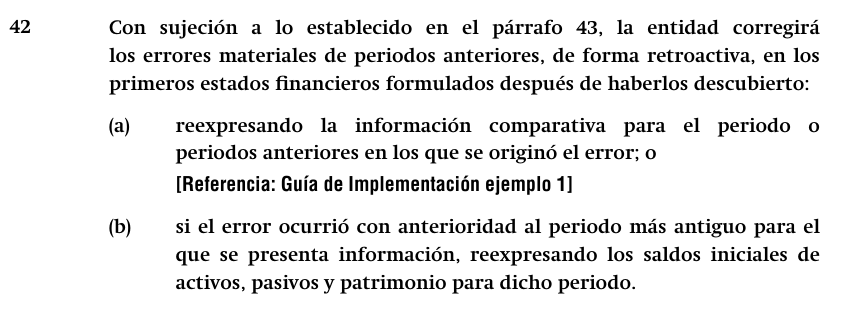 42 Con sujeción a lo establecido en el párrafo 43, la entidad corregirá
los errores materiales de periodos anteriores, de forma retroactiva, en los
primeros estados financieros formulados después de haberlos descubierto:
(a) reexpresando la información comparativa para el periodo o
periodos anteriores en los que se originó el error; o
[Referencia: Guía de Implementación ejemplo 1]
(b) si el error ocurrió con anterioridad al periodo más antiguo para el
que se presenta información, reexpresando los saldos iniciales de
activos, pasivos y patrimonio para dicho periodo.